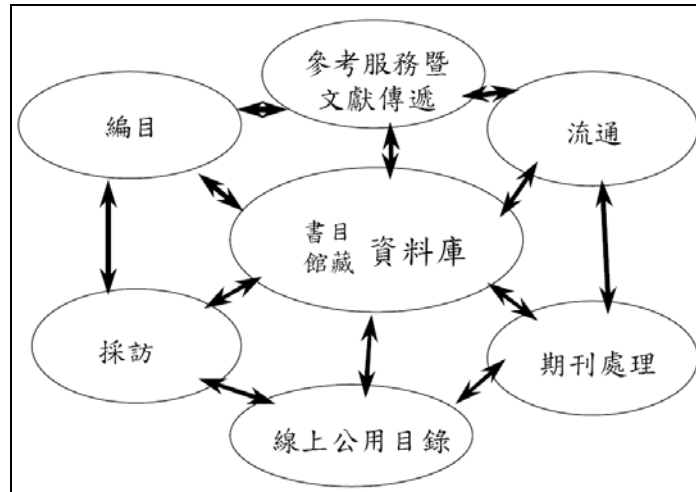 參考服務暨
文獻傳遞
編目
流通
書目
館藏 資料庫
採訪
期刊處理
線上公用目錄